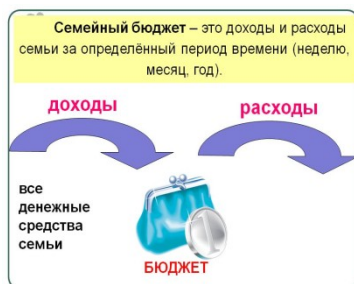 Семейный бюджет – это доходы и расходы
семьи за определённый период времени (неделю,
месяц, год).
доходы
расходы
все
денежные
средства
семьи
1
БЮДЖЕТ